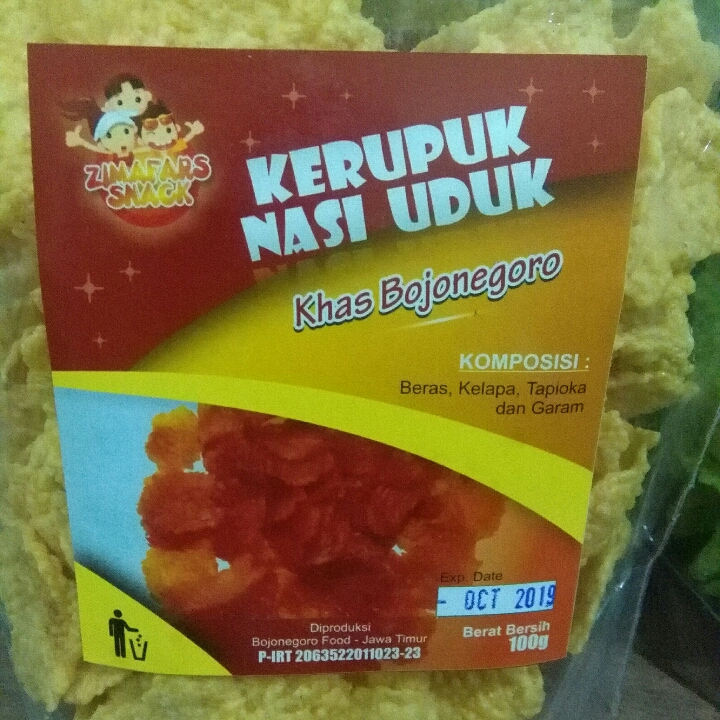 ZINAFAPS
SNACK
KERUPUK
NASI UDUK
Khas Bojonegoro
KOMPOSISI :
Beras, Kelapa, Tapioka
dan Garam
Exp. Date
- OCT 2019
Diproduksi
Bojonegoro Food - Jawa Timur
P-IRT 2063522011023-23
Berat Bersih
100g